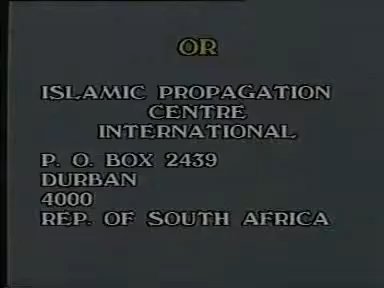 OR
ISLAMIC PROPAGATION
CENTRE
INTERNATIONAL
P. O. BOX 2439
DURBAN
4000
REP. OF SOUTH AFRICA